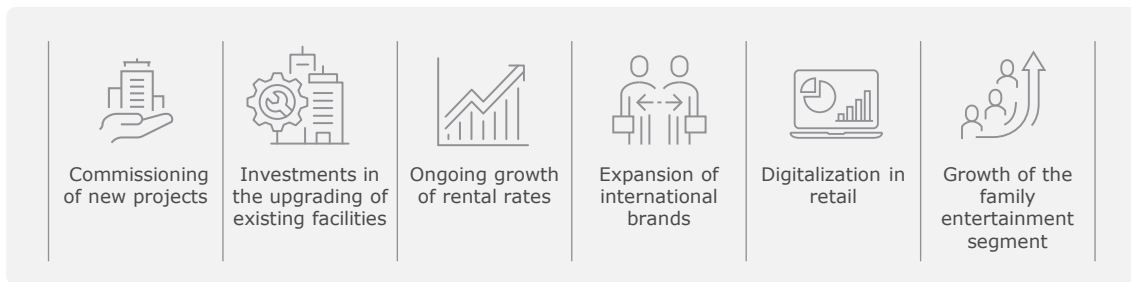 Commissioning
of new projects
Investments in
the upgrading of
existing facilities
Ongoing growth
of rental rates
Expansion of
international
brands
Digitalization in
retail
Growth of the
family
entertainment
segment